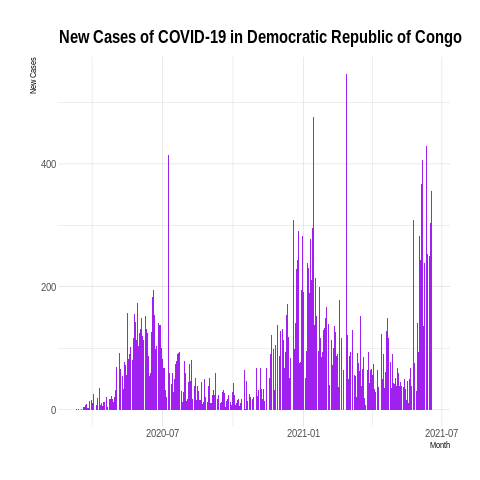 New Cases of COVID-19 in Democratic Republic of Congo
New Cases
400
200
0
2020-07
2021-01
2021-07
Month